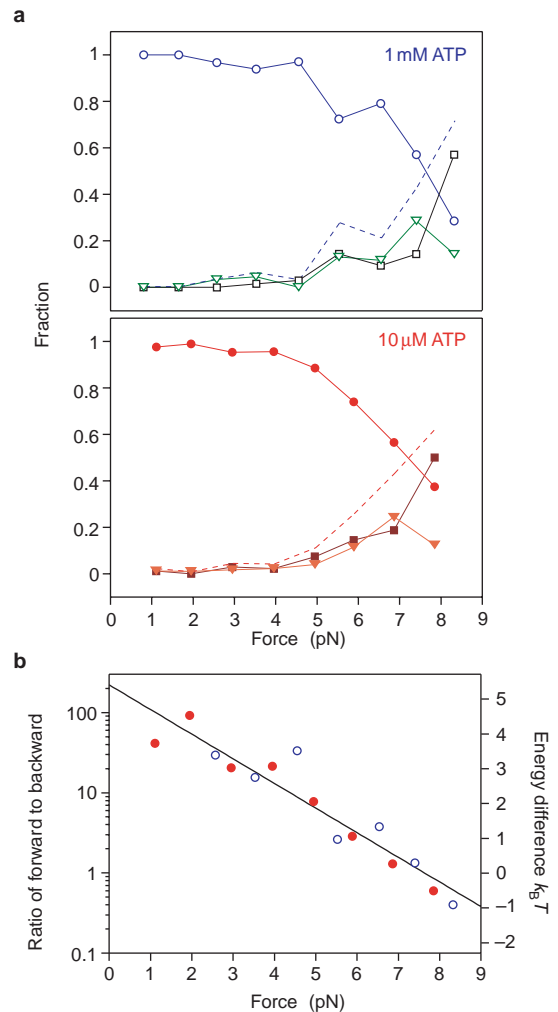 a
1 mM ATP
1
0.8
0.6
0.4
0.2
0
Fraction
10 µM ATP
1
0.8
0.6
0.4
0.2
0
0 1 2 3 4 5 6 7 8 9
Force (pN)
b
Ratio of forward to backward
100
10
1
0.1
5
4
3
2
1
0
–1
–2
Energy difference kBT
0 1 2 3 4 5 6 7 8 9
Force (pN)